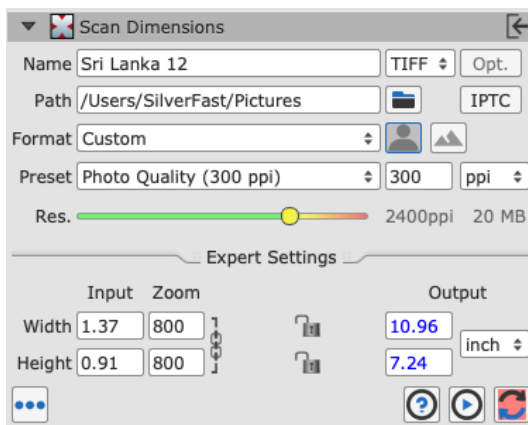 Scan Dimensions
Name Sri Lanka 12 TIFF Opt.
Path /Users/SilverFast/Pictures IPTC
Format Custom
Preset Photo Quality (300 ppi) 300 ppi
Res. 2400ppi 20 MB
Expert Settings
Input Zoom Output
Width 1.37 800 10.96
inch
Height 0.91 800 7.24